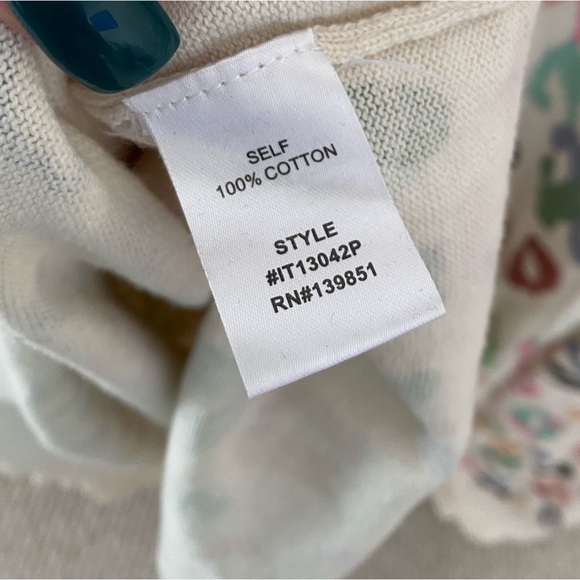 SELF
100% COTTON
STYLE
#IT13042P
RN#139851